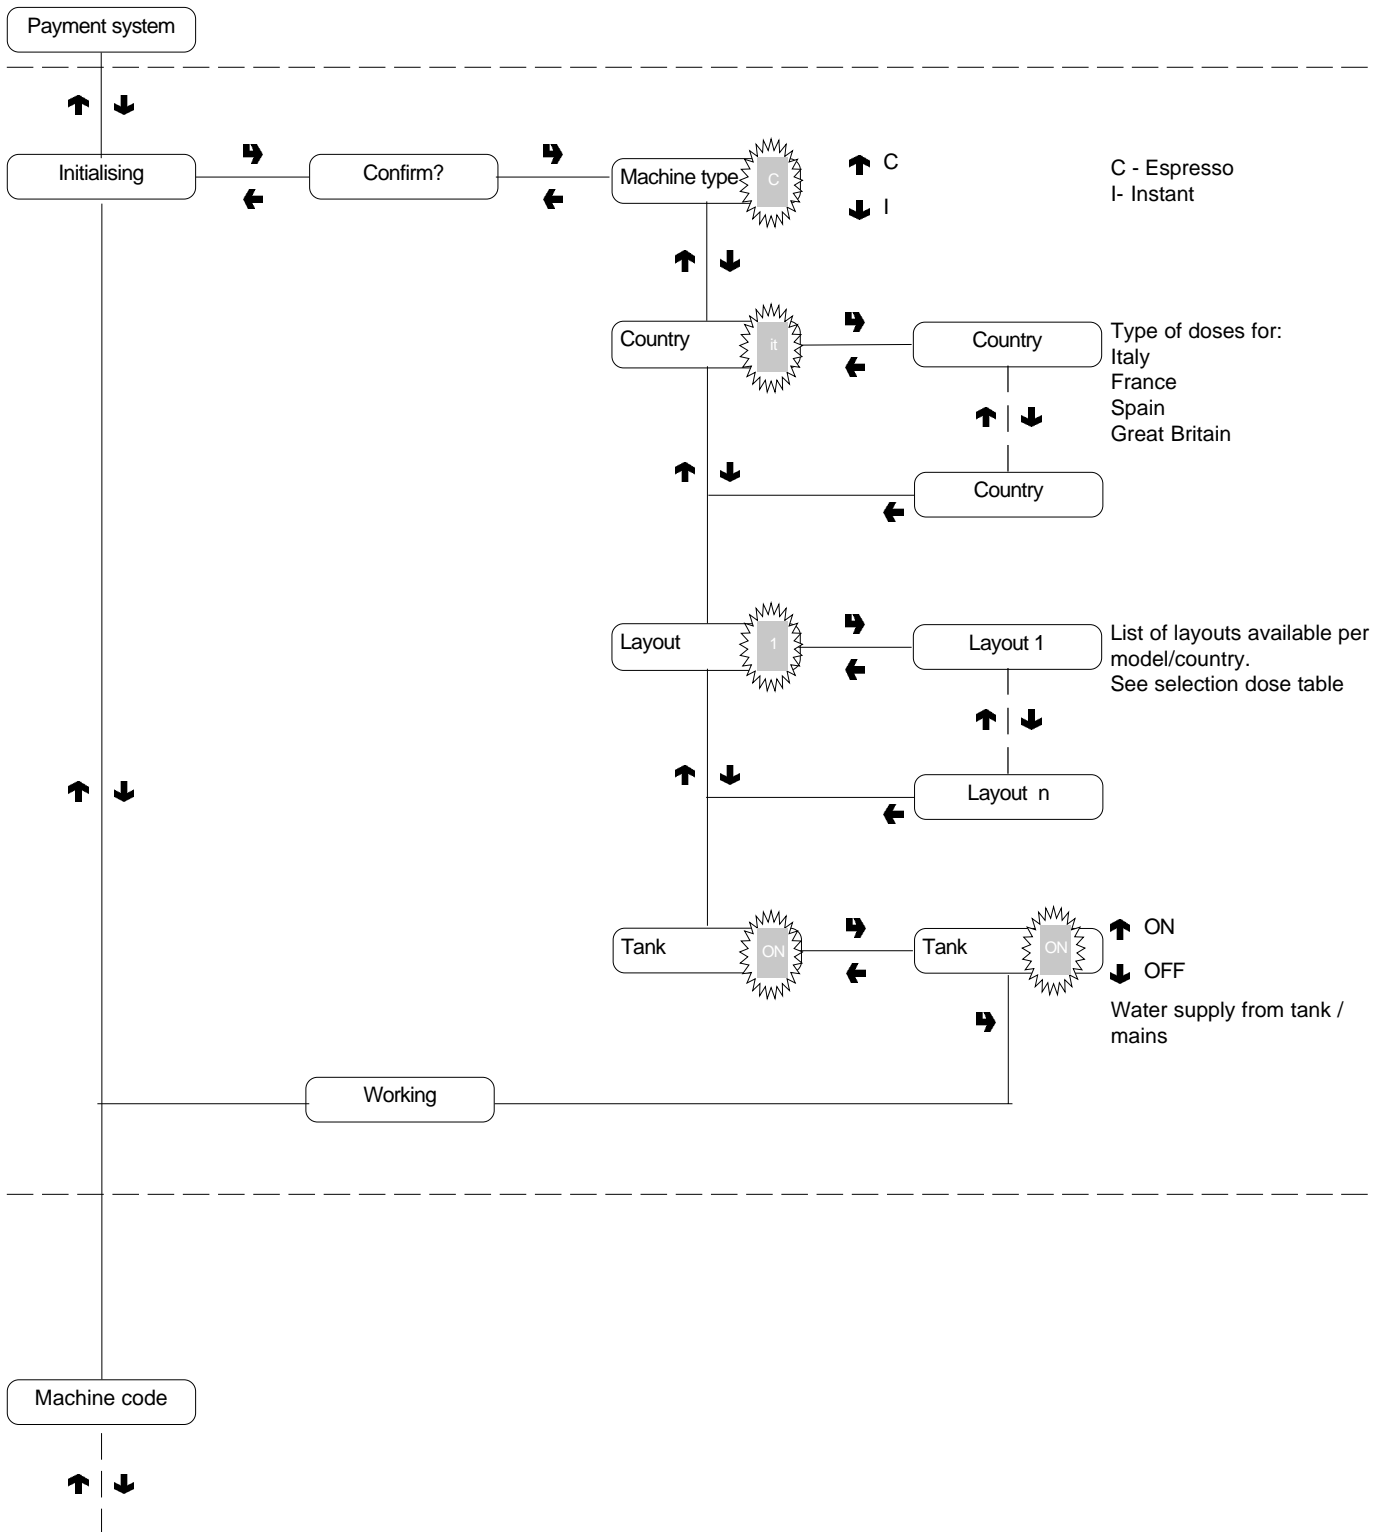 Payment system
Initialising
Confirm?
Machine type
C
C
I
C - Espresso
I- Instant
Country
it
Country
Type of doses for:
Italy
France
Spain
Great Britain
Country
Layout
1
Layout 1
List of layouts available per
model/country.
See selection dose table
Layout n
Tank
ON
Tank
ON
ON
OFF
Water supply from tank /
mains
Working
Machine code